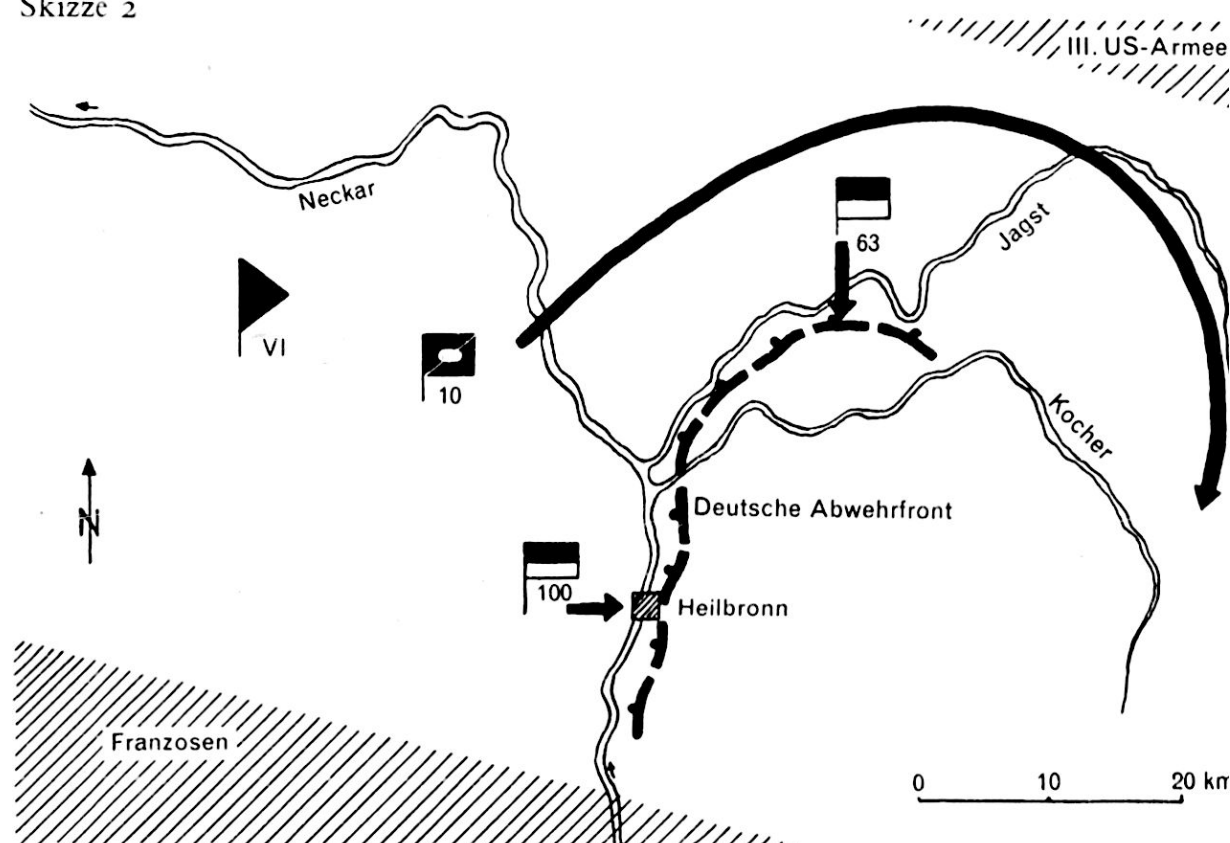 Skizze 2
III. US-Armee
Neckar
Jagst
63
VI
10
Kocher
N
Deutsche Abwehrfront
100
Heilbronn
Franzosen
0 10 20 km